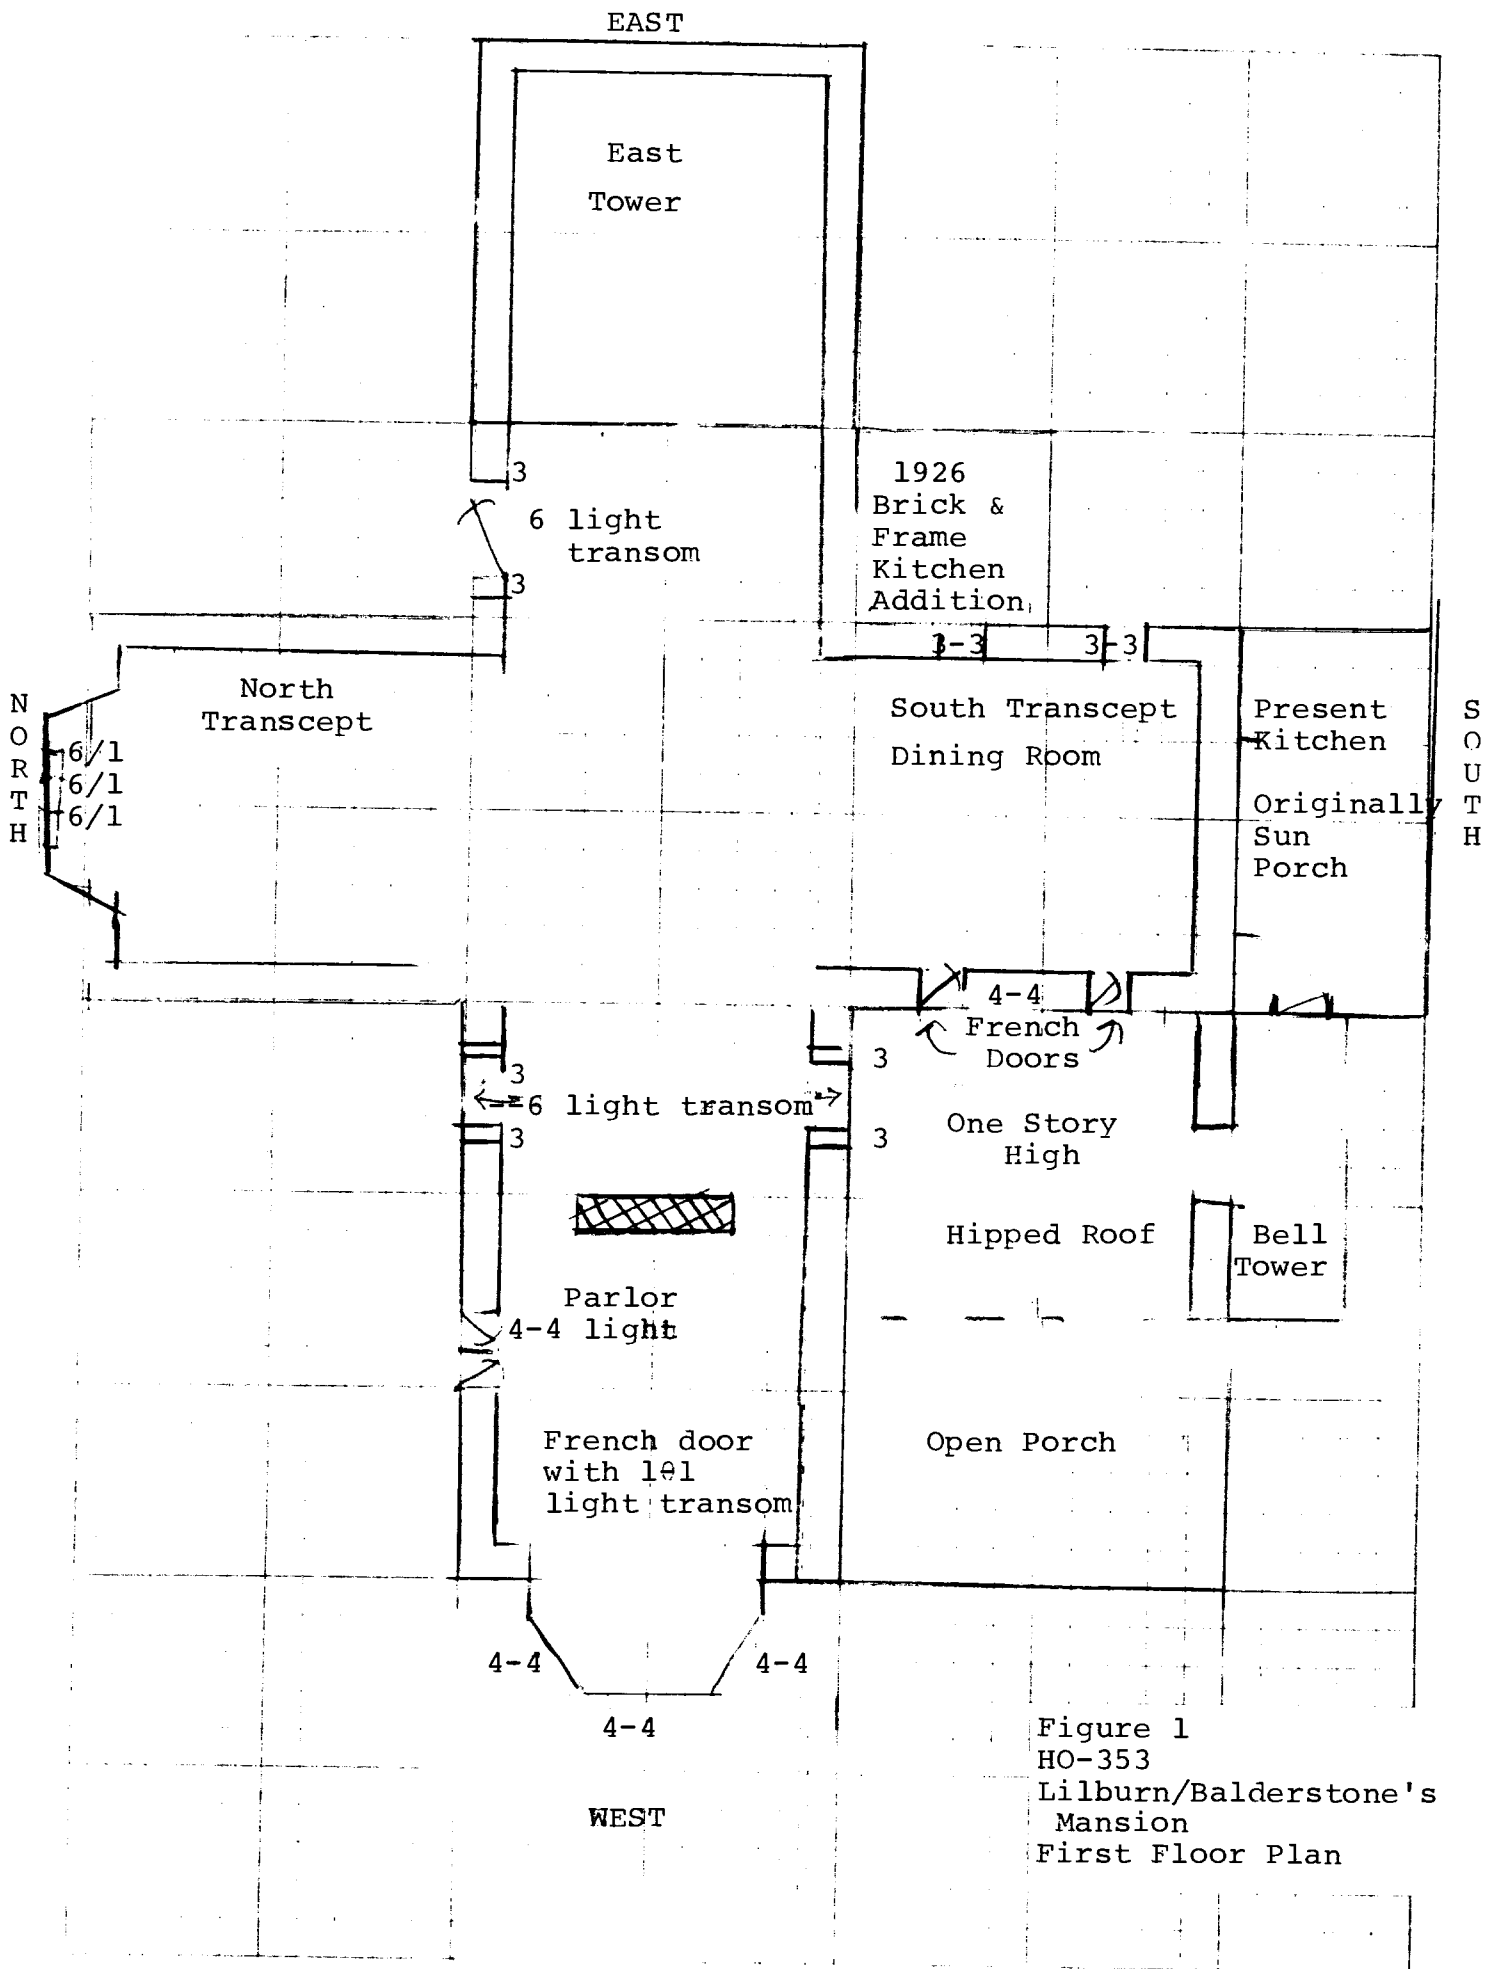 EAST
East
Tower
3
6 light
transom
3
1926
Brick &
Frame
Kitchen
Addition
3-3
3-3
NORTH
North
Transcept
6/1
6/1
6/1
South Transcept
Dining Room
Present
Kitchen
Originally
Sun
Porch
SOUTH
4-4
French
Doors
3
3
6 light transom
3
3
One Story
High
Hipped Roof
Bell
Tower
Parlor
4-4 light
French door
with
light transom
Open Porch
4-4
4-4
4-4
WEST
Figure 1
HO-353
Lilburn/Balderstone's
Mansion
First Floor Plan